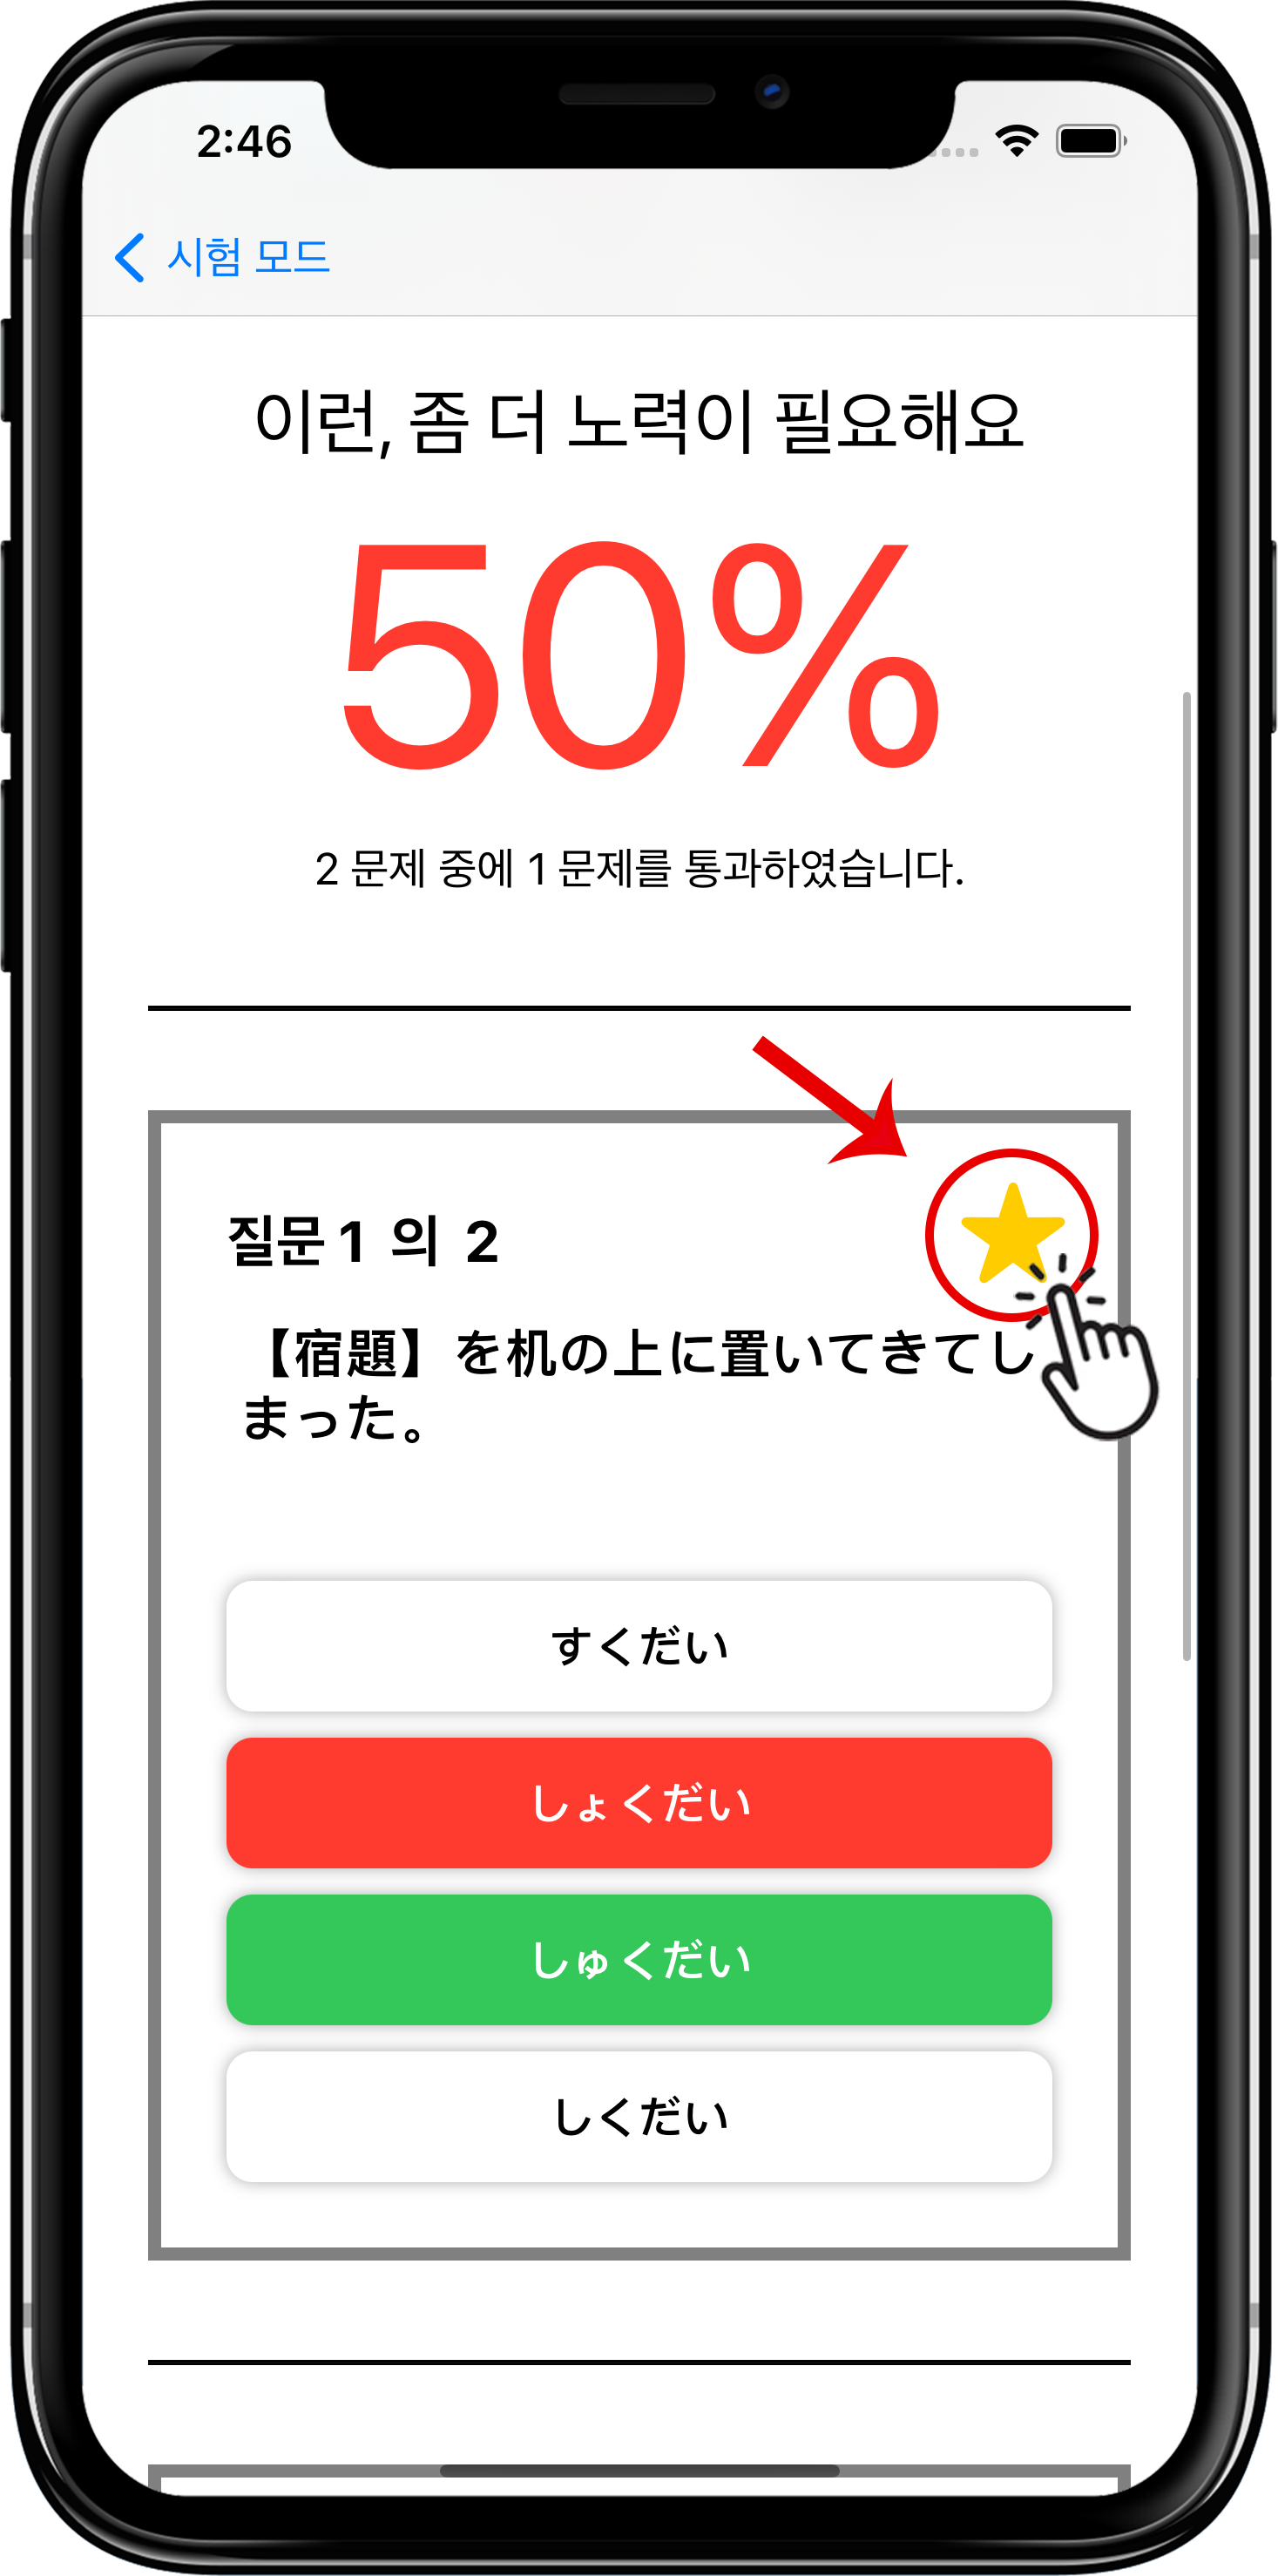 2:46
시험 모드
이런, 좀 더 노력이 필요해요
50%
2 문제 중에 1 문제를 통과하였습니다.
질문 1 의 2
【宿題】を机の上に置いてきてし
まった。
すくだい
しょくだい
しゅくだい
しくだい